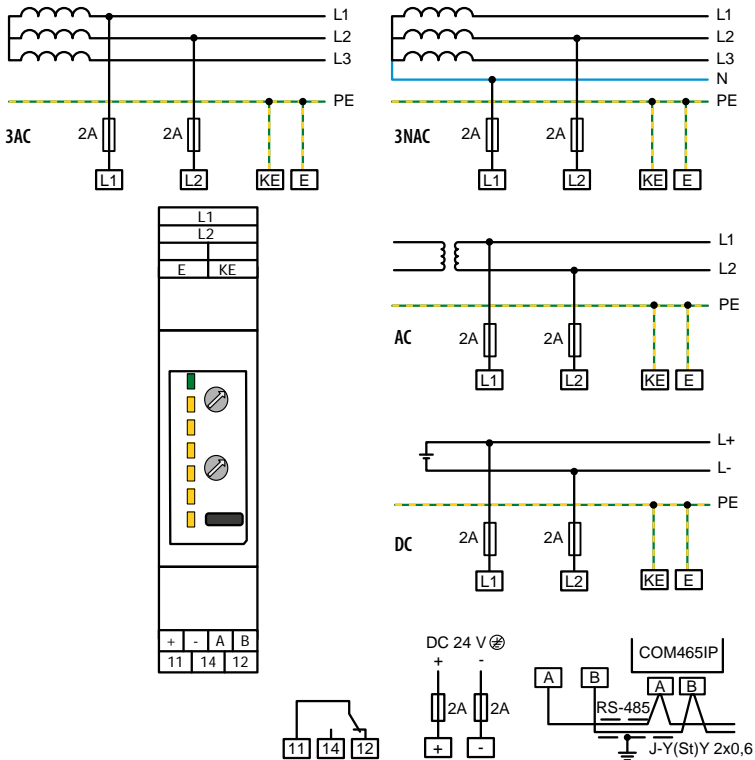 L1
L2
L3
PE
3AC
2A
2A
L1
L2
KE
E
L1
L2
L3
N
PE
3NAC
2A
2A
L1
L2
KE
E
L1
L2
E KE
+ - A B
11 14 12
L1
L2
PE
AC
2A
2A
L1
L2
KE
E
L+
L-
PE
DC
2A
2A
L1
L2
KE
E
11 14 12
DC 24 V
+ -
2A 2A
+ -
COM465IP
A B
A B
RS-485
J-Y(St)Y 2x0,6